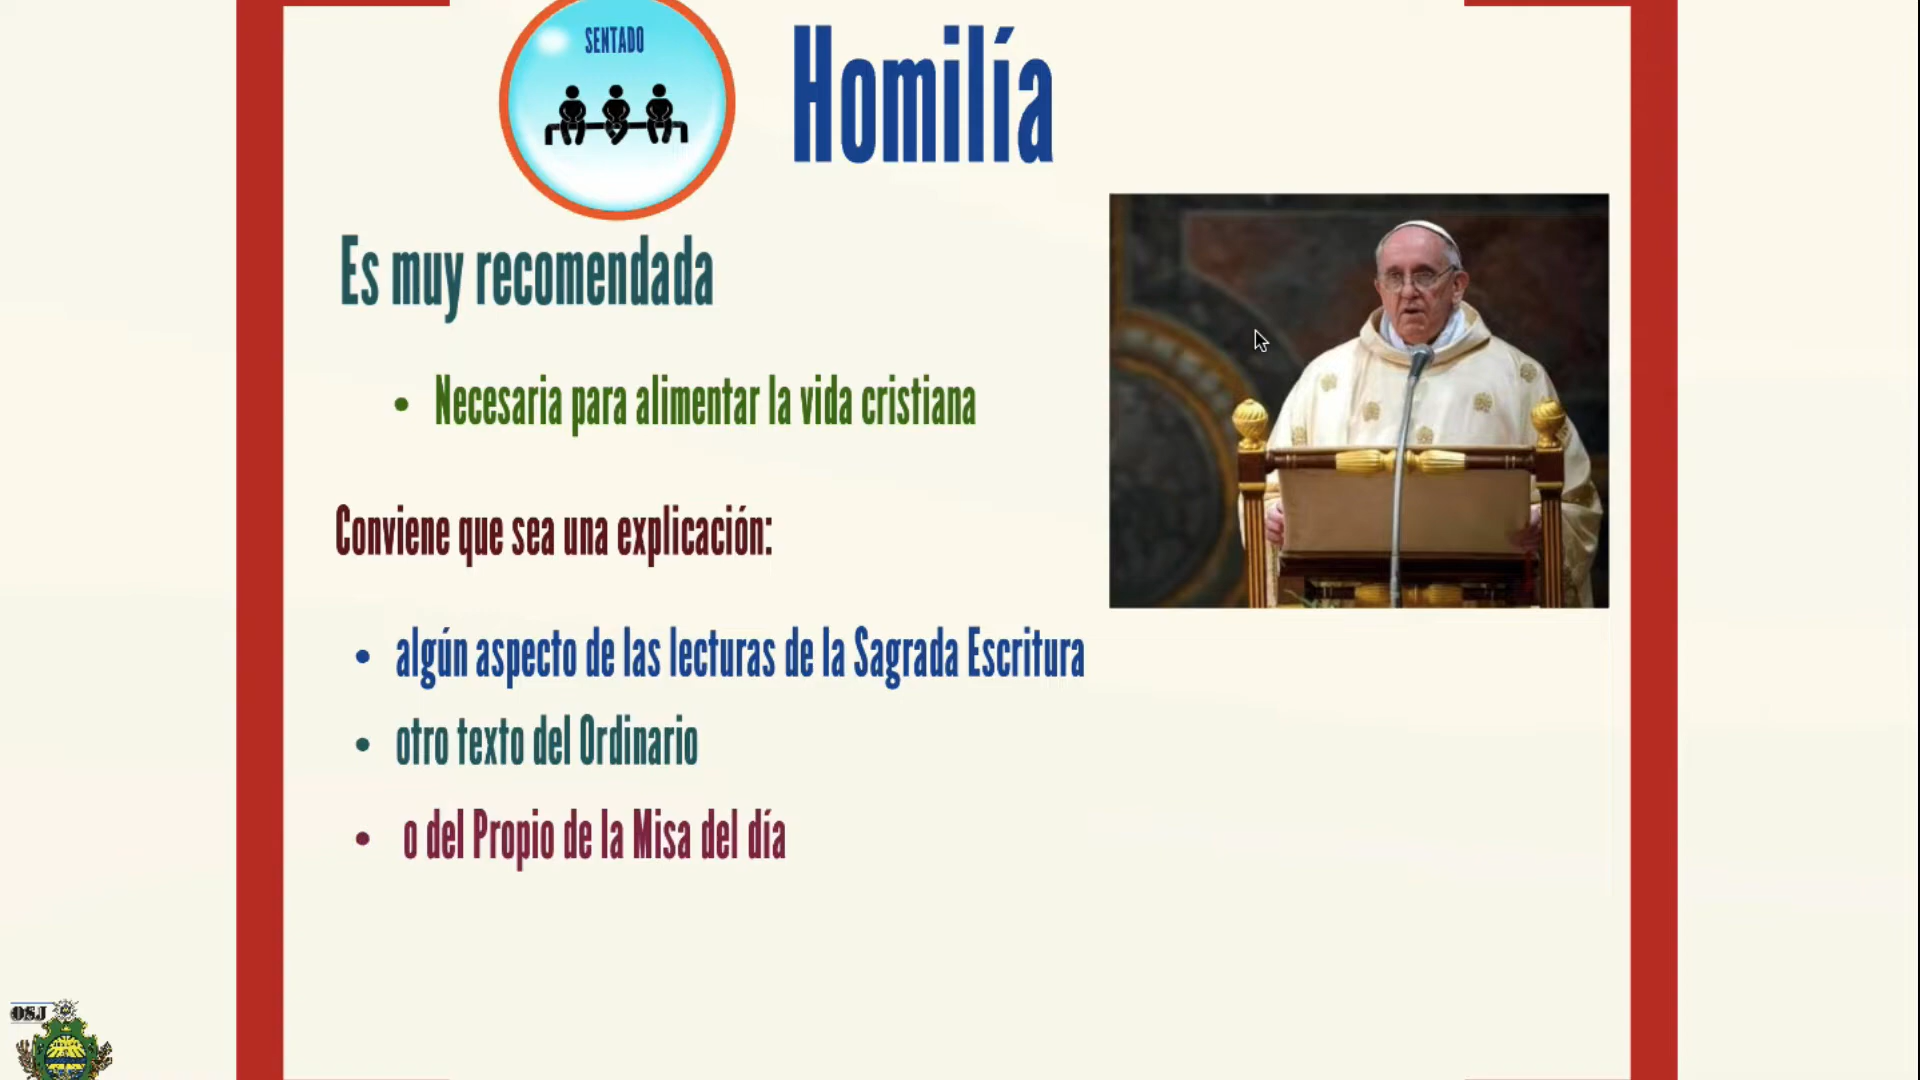 SENTADO
Homilía
Es muy recomendada
• Necesaria para alimentar la vida cristiana
Conviene que sea una explicación:
• algún aspecto de las lecturas de la Sagrada Escritura
• otro texto del Ordinario
• o del Propio de la Misa del día
OSJ